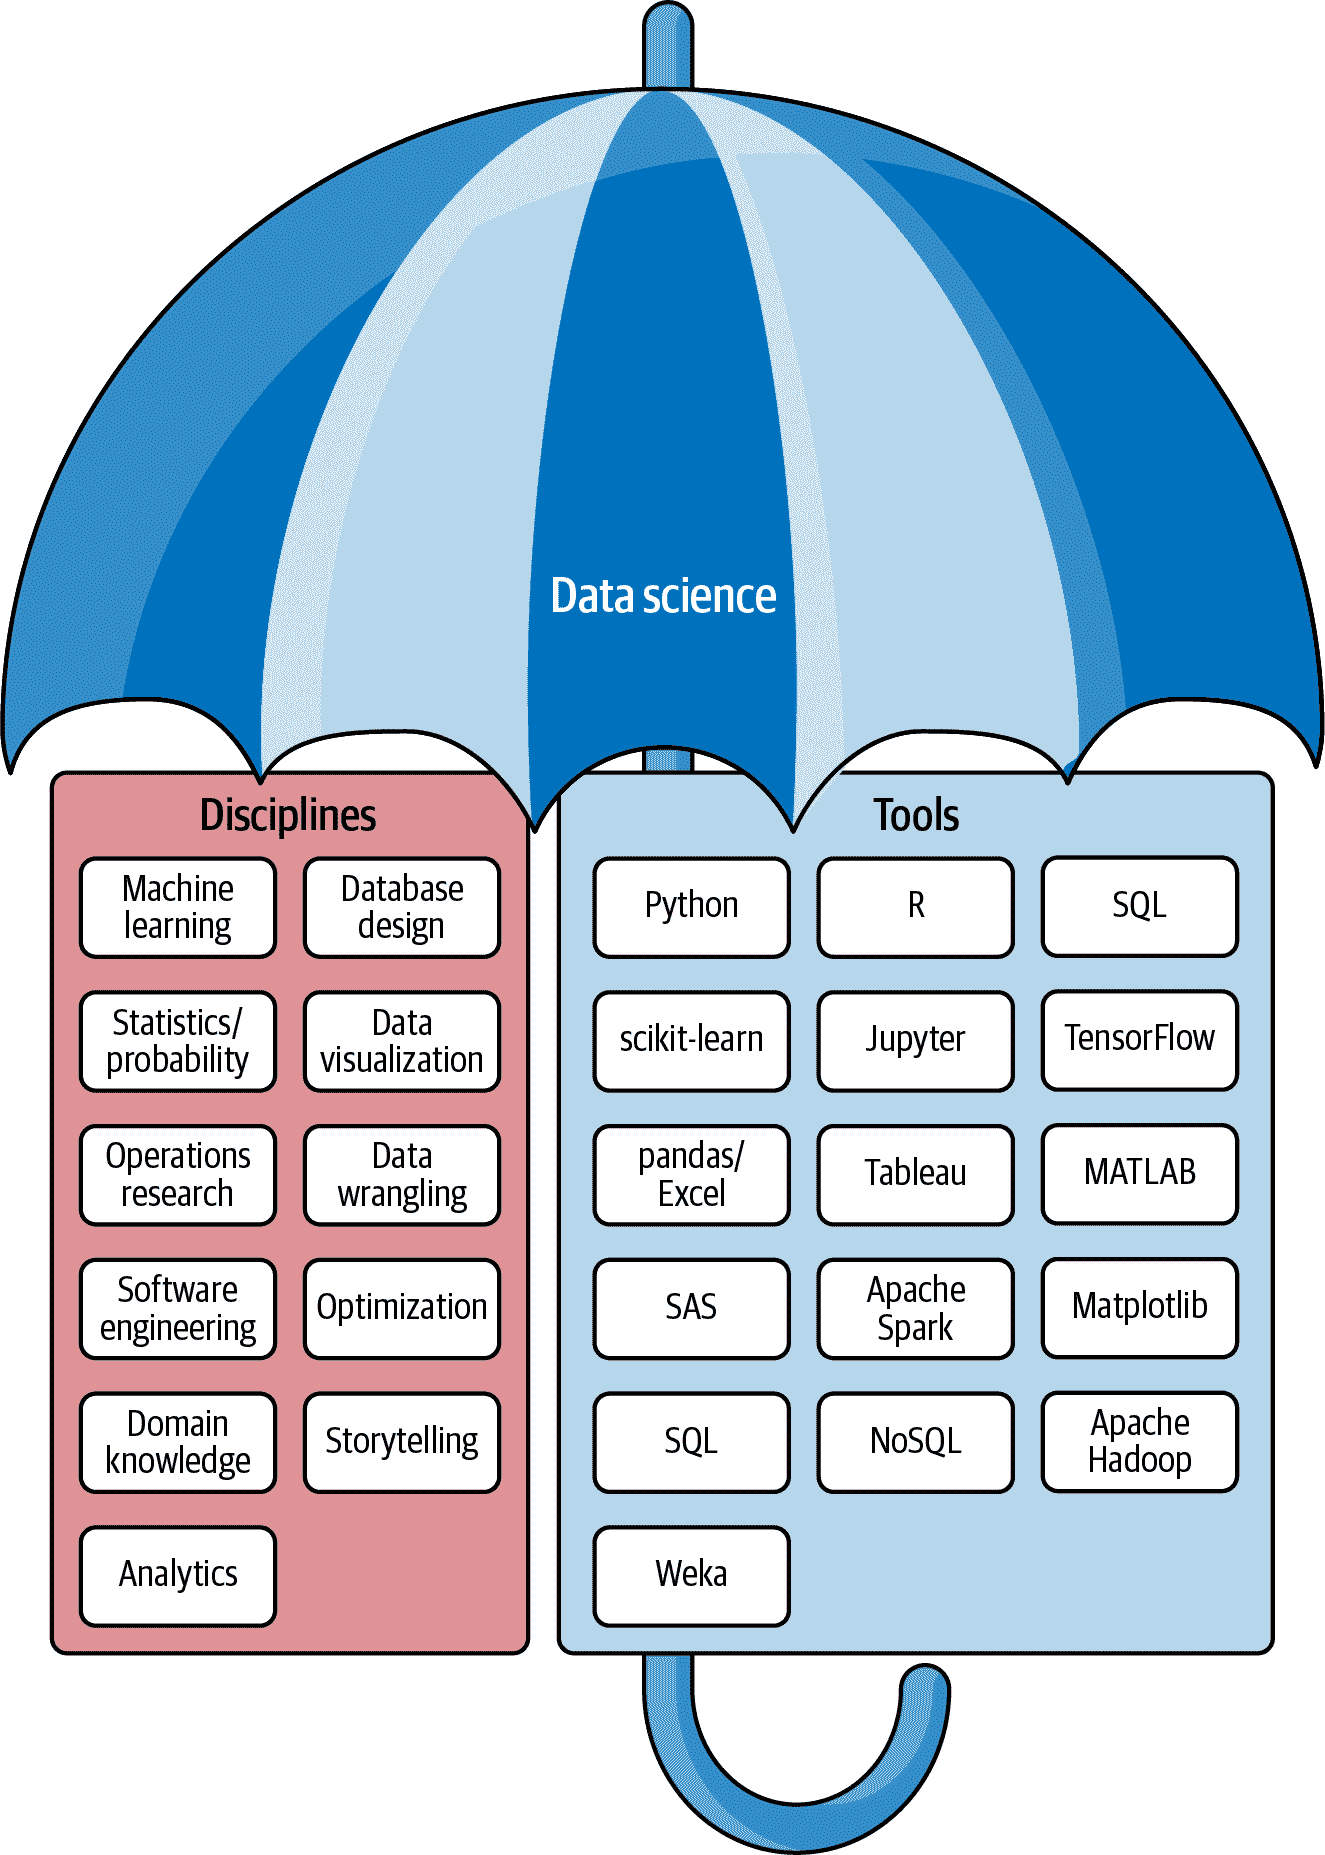 Data science
Disciplines
Machine
learning
Database
design
Statistics/
probability
Data
visualization
Operations
research
Data
wrangling
Software
engineering
Optimization
Domain
knowledge
Storytelling
Analytics
Tools
Python
R
SQL
scikit-learn
Jupyter
TensorFlow
pandas/
Excel
Tableau
MATLAB
SAS
Apache
Spark
Matplotlib
SQL
NoSQL
Apache
Hadoop
Weka